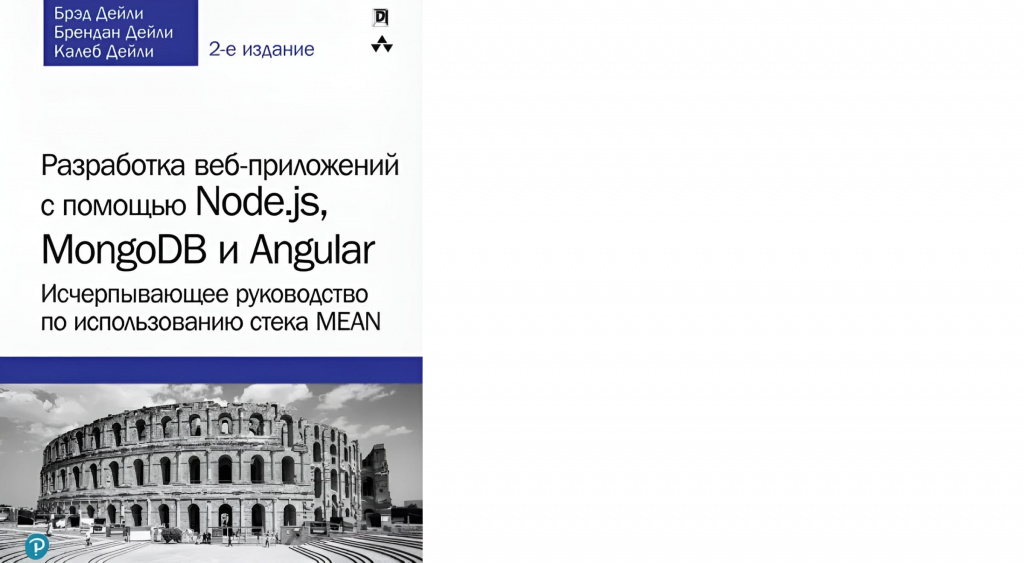 Брэд Дейли
Брендан Дейли
Калеб Дейли
2-е издание
Разработка веб-приложений
с помощью Node.js,
MongoDB и Angular
Исчерпывающее руководство
по использованию стека MEAN